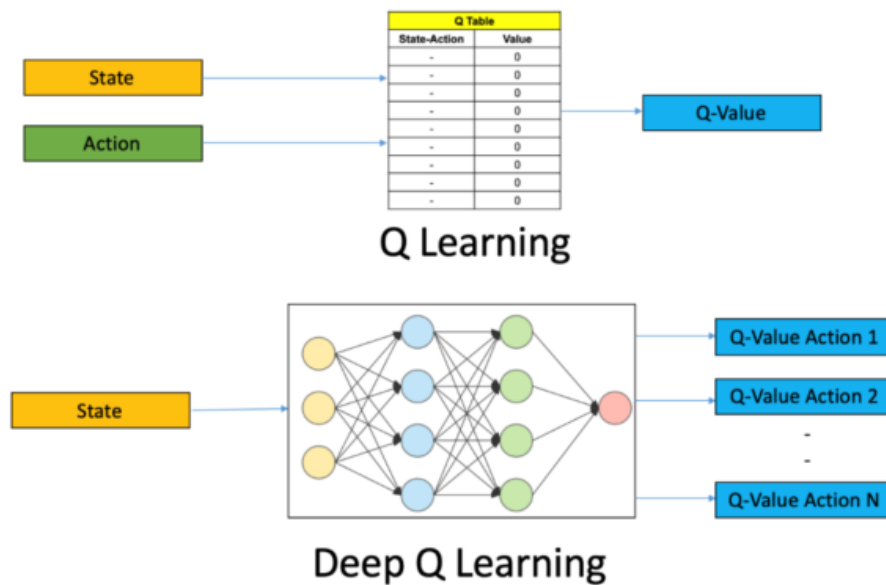 Q Table
State-Action Value
- 0
- 0
- 0
- 0
- 0
- 0
- 0
- 0
- 0
State
Action
Q-Value
Q Learning
State
Q-Value Action 1
Q-Value Action 2
-
-
Q-Value Action N
Deep Q Learning